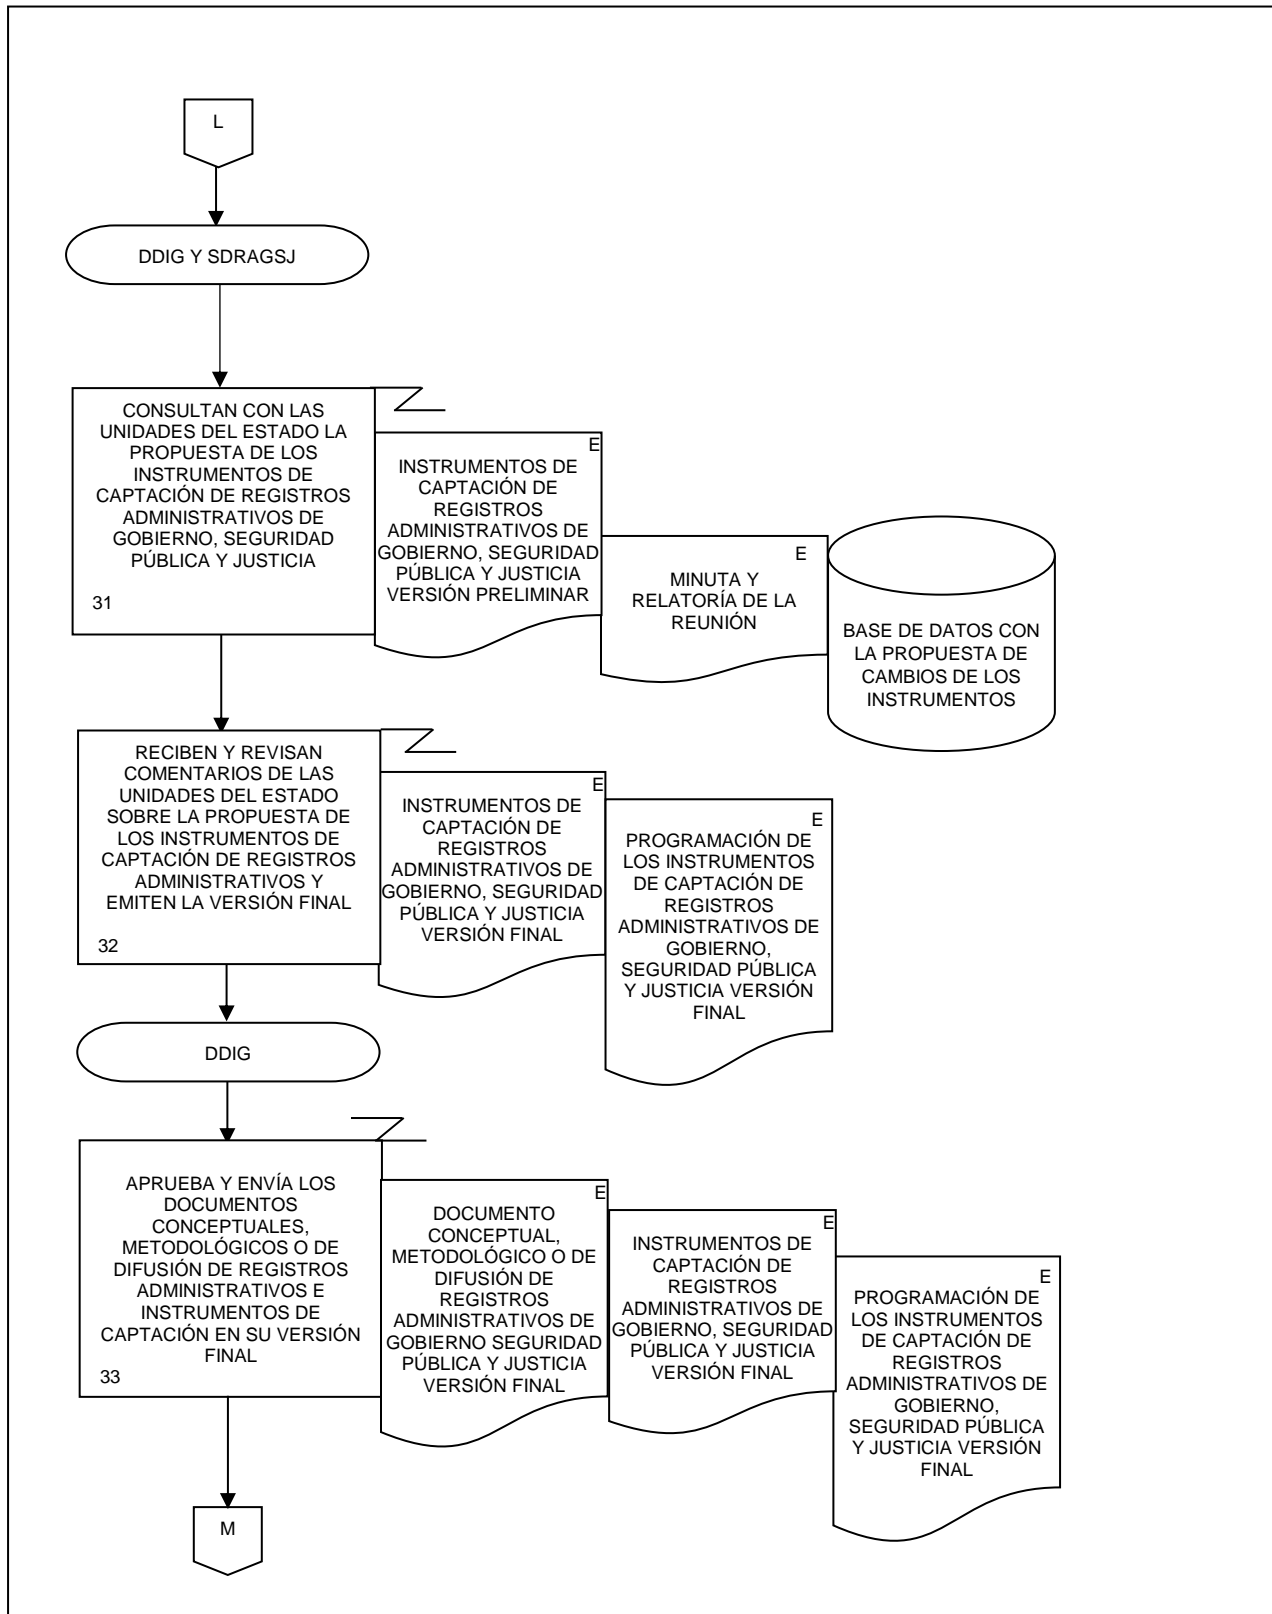 L
DDIG Y SDRAGSJ
CONSULTAN CON LAS
UNIDADES DEL ESTADO LA
PROPUESTA DE LOS
INSTRUMENTOS DE
CAPTACIÓN DE REGISTROS
ADMINISTRATIVOS DE
GOBIERNO, SEGURIDAD
PÚBLICA Y JUSTICIA
31
E
INSTRUMENTOS DE
CAPTACIÓN DE
REGISTROS
ADMINISTRATIVOS DE
GOBIERNO, SEGURIDAD
PÚBLICA Y JUSTICIA
VERSIÓN PRELIMINAR
E
MINUTA Y
RELATORÍA DE LA
REUNIÓN
BASE DE DATOS CON
LA PROPUESTA DE
CAMBIOS DE LOS
INSTRUMENTOS
RECIBEN Y REVISAN
COMENTARIOS DE LAS
UNIDADES DEL ESTADO
SOBRE LA PROPUESTA DE
LOS INSTRUMENTOS DE
CAPTACIÓN DE REGISTROS
ADMINISTRATIVOS Y
EMITEN LA VERSIÓN FINAL
32
E
INSTRUMENTOS DE
CAPTACIÓN DE
REGISTROS
ADMINISTRATIVOS DE
GOBIERNO, SEGURIDAD
PÚBLICA Y JUSTICIA
VERSIÓN FINAL
E
PROGRAMACIÓN DE
LOS INSTRUMENTOS
DE CAPTACIÓN DE
REGISTROS
ADMINISTRATIVOS DE
GOBIERNO,
SEGURIDAD PÚBLICA
Y JUSTICIA VERSIÓN
FINAL
DDIG
APRUEBA Y ENVÍA LOS
DOCUMENTOS
CONCEPTUALES,
METODOLÓGICOS O DE
DIFUSIÓN DE REGISTROS
ADMINISTRATIVOS E
INSTRUMENTOS DE
CAPTACIÓN EN SU VERSIÓN
FINAL
33
E
DOCUMENTO
CONCEPTUAL,
METODOLÓGICO O DE
DIFUSIÓN DE
REGISTROS
ADMINISTRATIVOS DE
GOBIERNO SEGURIDAD
PÚBLICA Y JUSTICIA
VERSIÓN FINAL
E
INSTRUMENTOS DE
CAPTACIÓN DE
REGISTROS
ADMINISTRATIVOS DE
GOBIERNO, SEGURIDAD
PÚBLICA Y JUSTICIA
VERSIÓN FINAL
E
PROGRAMACIÓN DE
LOS INSTRUMENTOS
DE CAPTACIÓN DE
REGISTROS
ADMINISTRATIVOS DE
GOBIERNO,
SEGURIDAD PÚBLICA
Y JUSTICIA VERSIÓN
FINAL
M